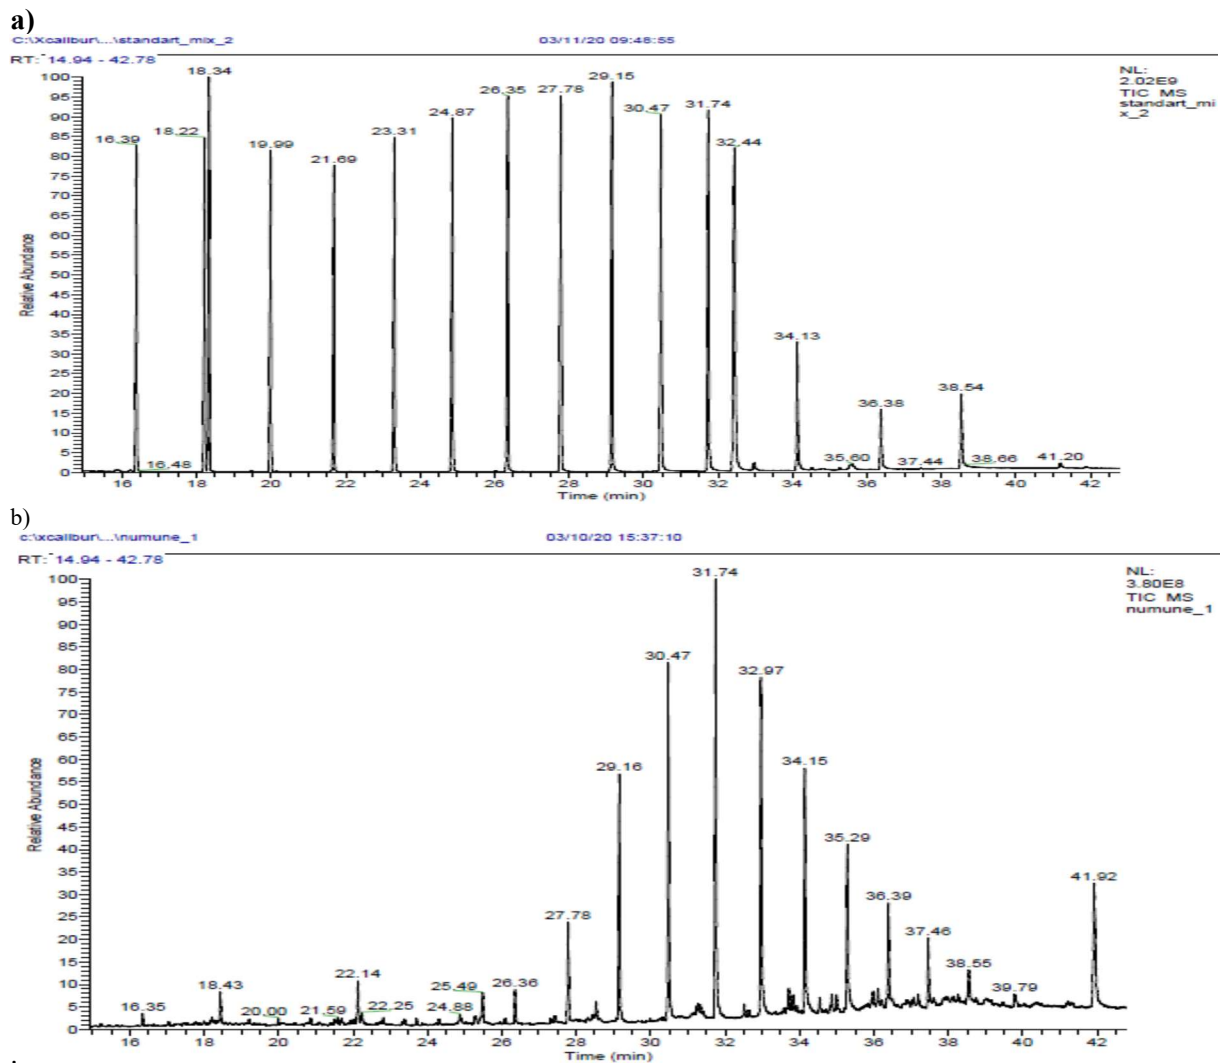 a)
C:\Xcalibur\...\standart_mix_2 03/11/20 09:48:55
RT: 14.94 - 42.78
NL:
2.02E9
TIC MS
standart_mi
x_2
18.34
29.15
26.35 27.78
31.74
30.47
24.87
16.39 18.22 23.31
32.44
19.99
21.69
34.13
38.54
36.38
16.48 35.60 37.44 38.66 41.20
100
95
90
85
80
75
70
65
60
55
50
45
40
35
30
25
20
15
10
5
0
Relative Abundance
16 18 20 22 24 26 28 30 32 34 36 38 40 42
Time (min)
b)
c:\xcalibur\...\numune_1 03/10/20 15:37:10
RT: 14.94 - 42.78
NL:
3.80E8
TIC MS
numune_1
31.74
30.47
32.97
29.16 34.15
35.29
41.92
36.39
27.78
37.46
22.14 38.55
18.43 25.49 26.36
39.79
16.35 20.00 21.59 22.25 24.88
100
95
90
85
80
75
70
65
60
55
50
45
40
35
30
25
20
15
10
5
0
Relative Abundance
16 18 20 22 24 26 28 30 32 34 36 38 40 42
Time (min)